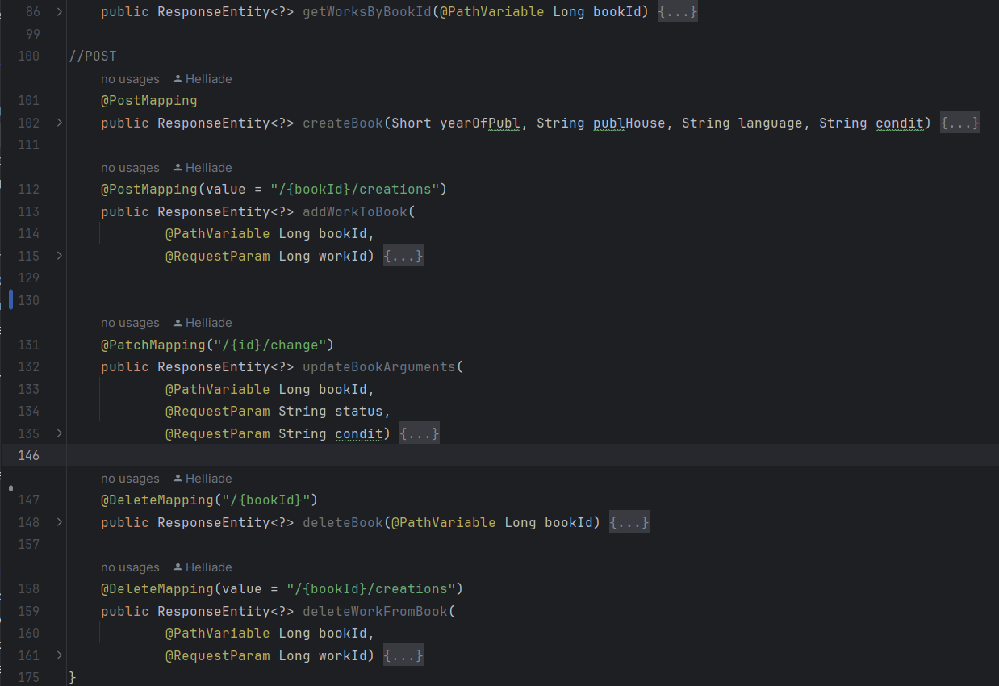 86 public ResponseEntity<?> getWorksByBookId(@PathVariable Long bookId) {...}
99
100 //POST
no usages Helliade
101 @PostMapping
102 public ResponseEntity<?> createBook(Short yearOfPubl, String publHouse, String language, String condit) {...}
111
no usages Helliade
112 @PostMapping(value = "/{bookId}/creations")
113 public ResponseEntity<?> addWorkToBook(
114 @PathVariable Long bookId,
115 @RequestParam Long workId) {...}
129
130
no usages Helliade
131 @PatchMapping("/{id}/change")
132 public ResponseEntity<?> updateBookArguments(
133 @PathVariable Long bookId,
134 @RequestParam String status,
135 @RequestParam String condit) {...}
146
no usages Helliade
147 @DeleteMapping("/{bookId}")
148 public ResponseEntity<?> deleteBook(@PathVariable Long bookId) {...}
157
no usages Helliade
158 @DeleteMapping(value = "/{bookId}/creations")
159 public ResponseEntity<?> deleteWorkFromBook(
160 @PathVariable Long bookId,
161 @RequestParam Long workId) {...}
175 }